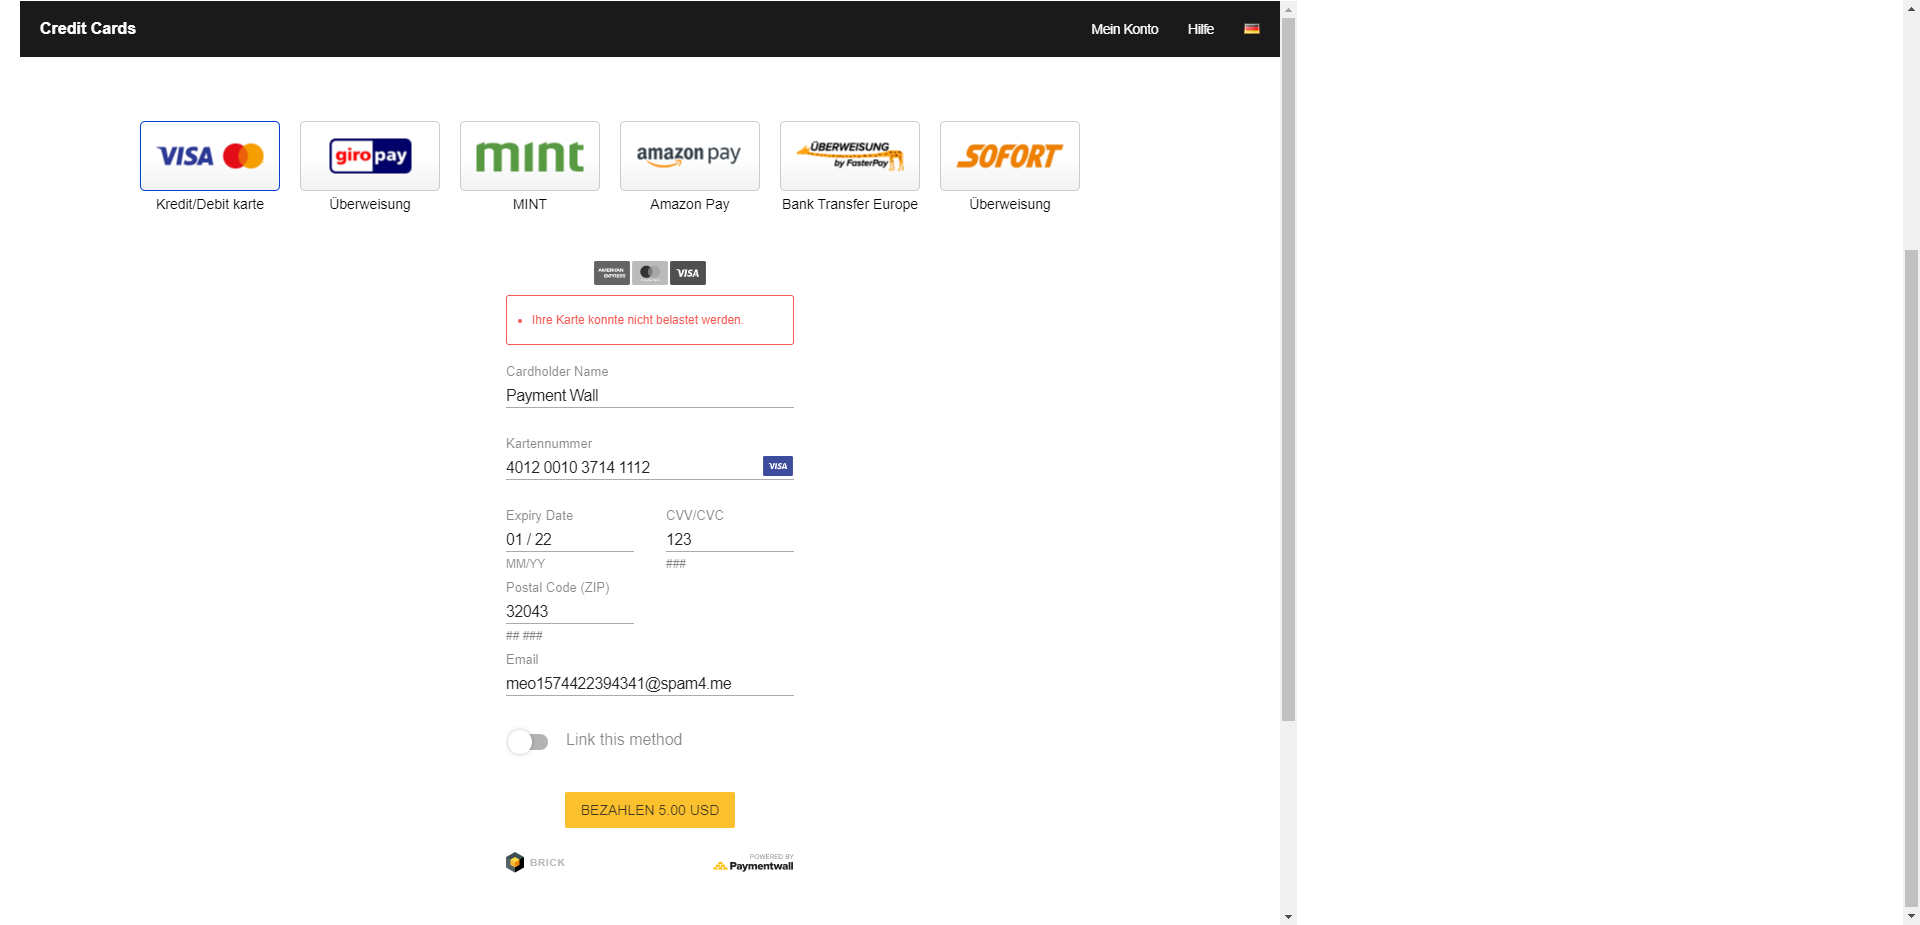 Credit Cards Mein Konto Hilfe
VISA giropay mint amazon pay ÜBERWEISUNG by FasterPay SOFORT
Kredit/Debit karte Überweisung MINT Amazon Pay Bank Transfer Europe Überweisung
AMERICAN EXPRESS VISA
Ihre Karte konnte nicht belastet werden.
Cardholder Name
Payment Wall
Kartennummer
4012 0010 3714 1112 VISA
Expiry Date CVV/CVC
01 / 22 123
MM/YY ###
Postal Code (ZIP)
32043
## ###
Email
meo1574422394341@spam4.me
Link this method
BEZAHLEN 5.00 USD
BRICK POWERED BY
Paymentwall